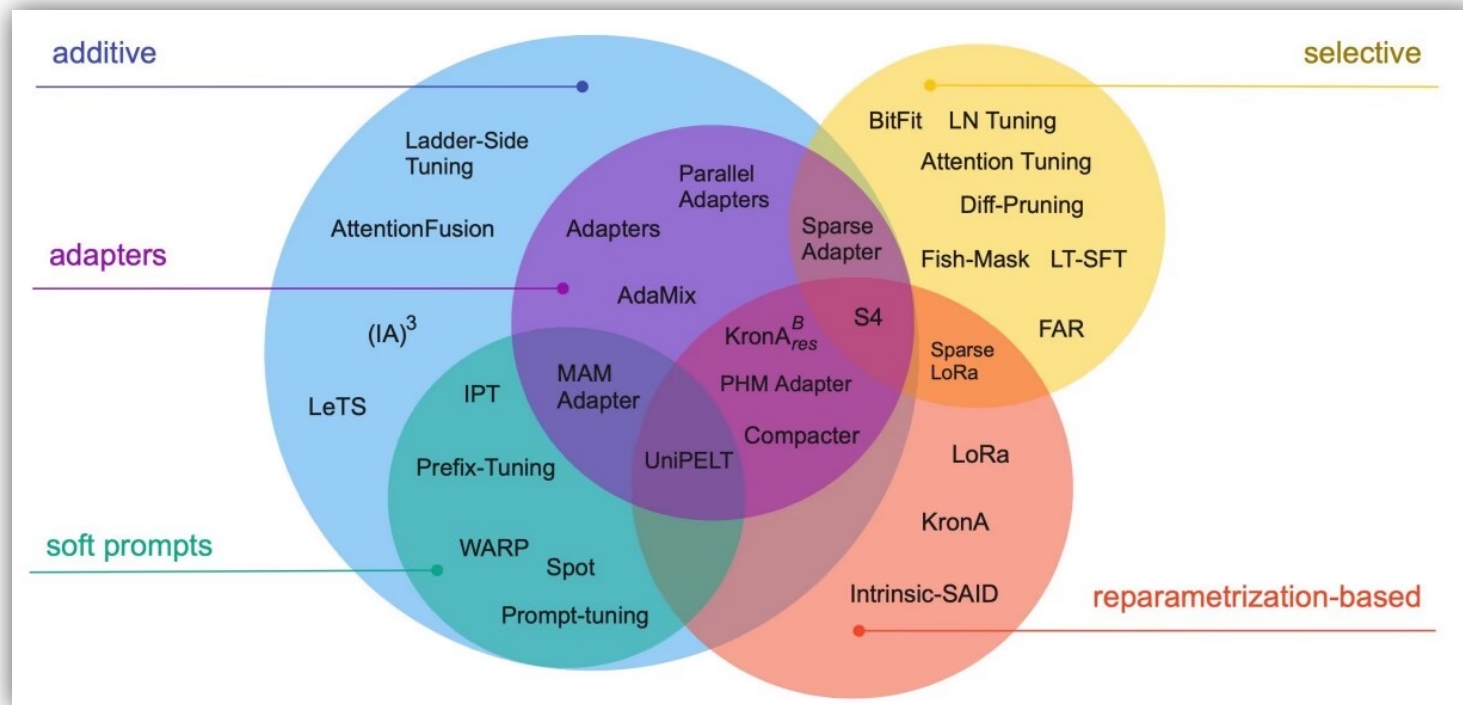 additive
selective
BitFit LN Tuning
Ladder-Side
Tuning
Attention Tuning
Parallel
Adapters
Diff-Pruning
AttentionFusion
Adapters
Sparse
Adapter
adapters
Fish-Mask LT-SFT
AdaMix
(IA)³
KronA^B_res
S4
FAR
Sparse
LoRa
MAM
Adapter
PHM Adapter
IPT
LeTS
Compacter
LoRa
Prefix-Tuning
UniPELT
KronA
soft prompts
WARP
Spot
Intrinsic-SAID
reparametrization-based
Prompt-tuning